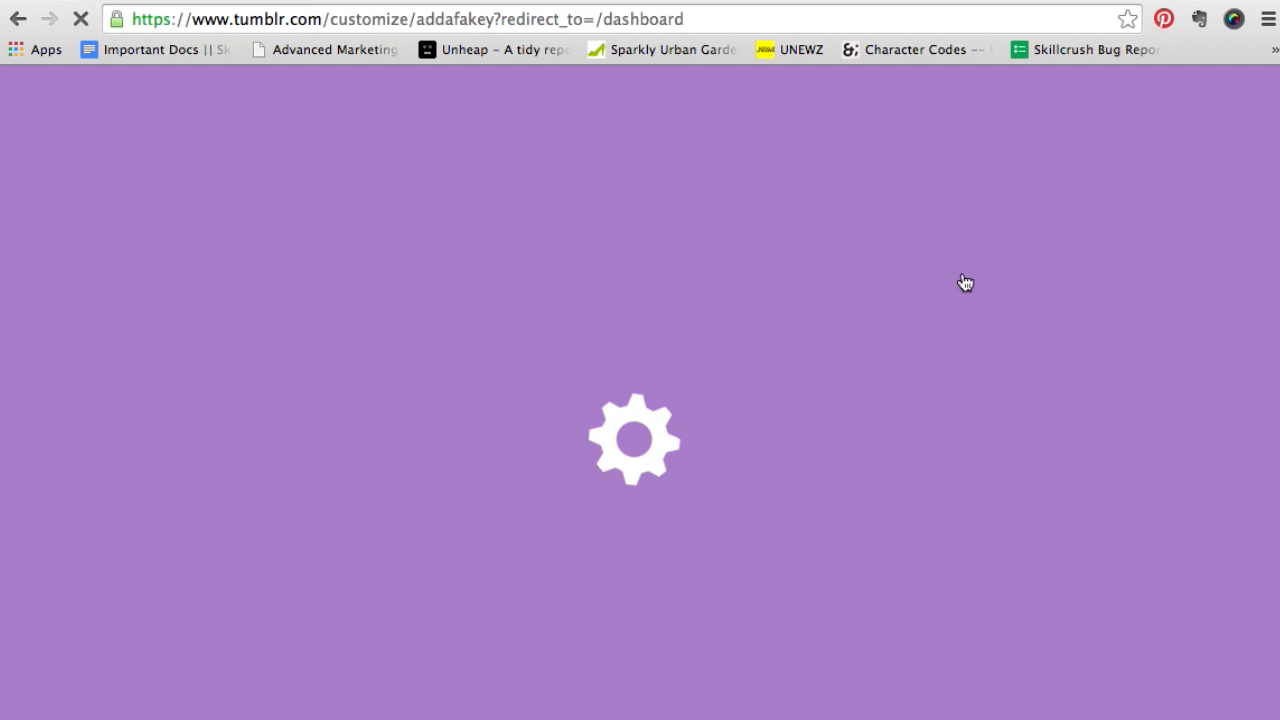 https://www.tumblr.com/customize/addafakey?redirect_to=/dashboard
Apps Important Docs || Sk Advanced Marketing Unheap – A tidy repo Sparkly Urban Garde UNEWZ &; Character Codes -- Skillcrush Bug Repor »